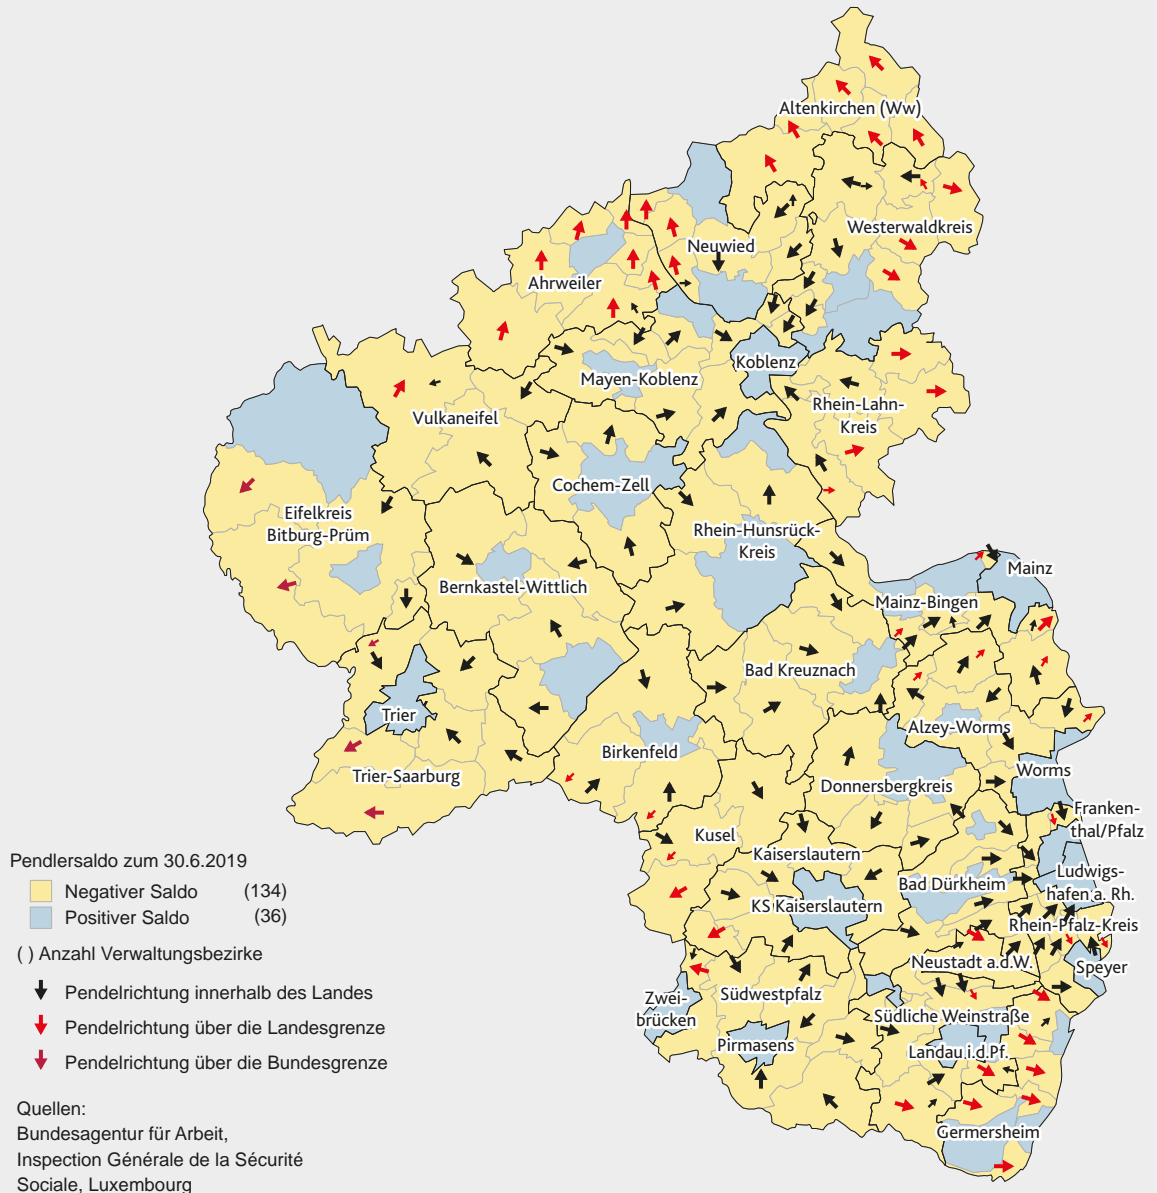 Altenkirchen (Ww)
Westerwaldkreis
Neuwied
Ahrweiler
Koblenz
Mayen-Koblenz
Rhein-Lahn-
Kreis
Vulkaneifel
Cochem-Zell
Eifelkreis
Bitburg-Prüm
Rhein-Hunsrück-
Kreis
Mainz
Bernkastel-Wittlich
Mainz-Bingen
Bad Kreuznach
Trier
Alzey-Worms
Birkenfeld
Trier-Saarburg
Worms
Donnersbergkreis
Franken-
thal/Pfalz
Kusel
Kaiserslautern
Ludwigs-
hafen a. Rh.
Bad Dürkheim
KS Kaiserslautern
Rhein-Pfalz-Kreis
Neustadt a.d.W.
Speyer
Südwestpfalz
Zwei-
brücken
Südliche Weinstraße
Pirmasens
Landau i.d.Pf.
Germersheim
Pendlersaldo zum 30.6.2019
Negativer Saldo (134)
Positiver Saldo (36)
( ) Anzahl Verwaltungsbezirke
Pendelrichtung innerhalb des Landes
Pendelrichtung über die Landesgrenze
Pendelrichtung über die Bundesgrenze
Quellen:
Bundesagentur für Arbeit,
Inspection Générale de la Sécurité
Sociale, Luxembourg